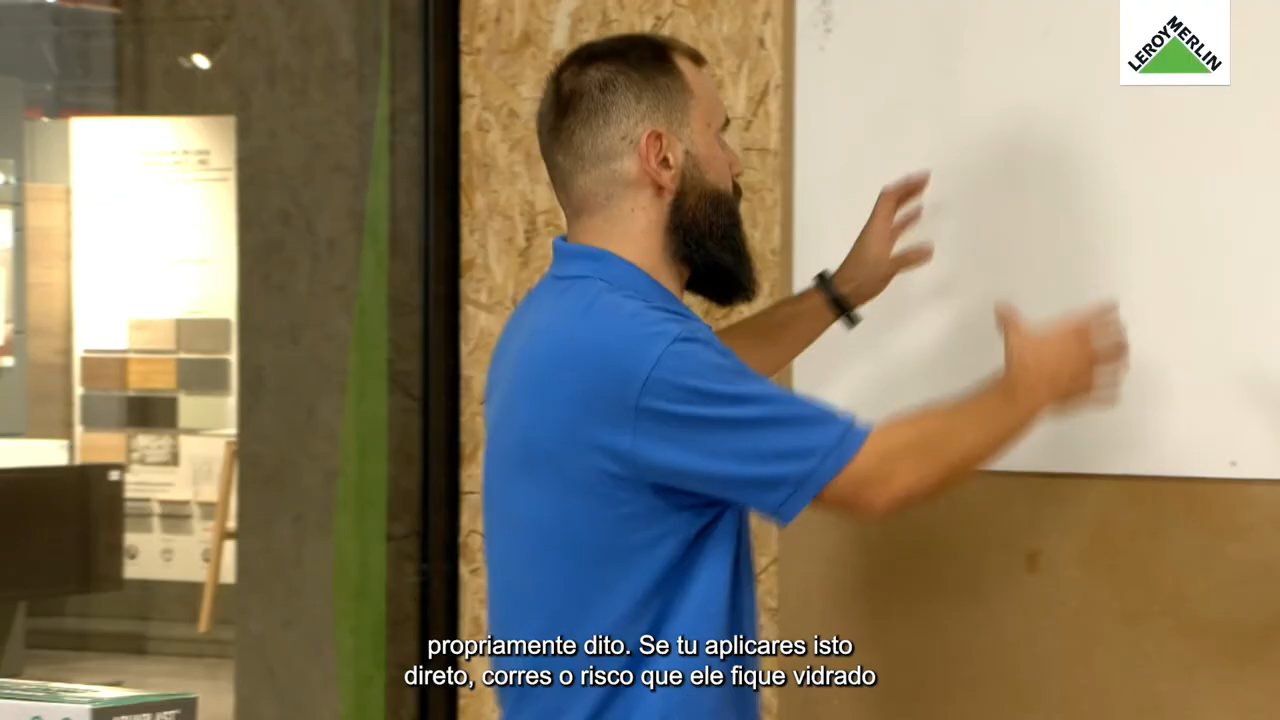 LEROY MERLIN
propriamente dito. Se tu aplicares isto
direto, corres o risco que ele fique vidrado